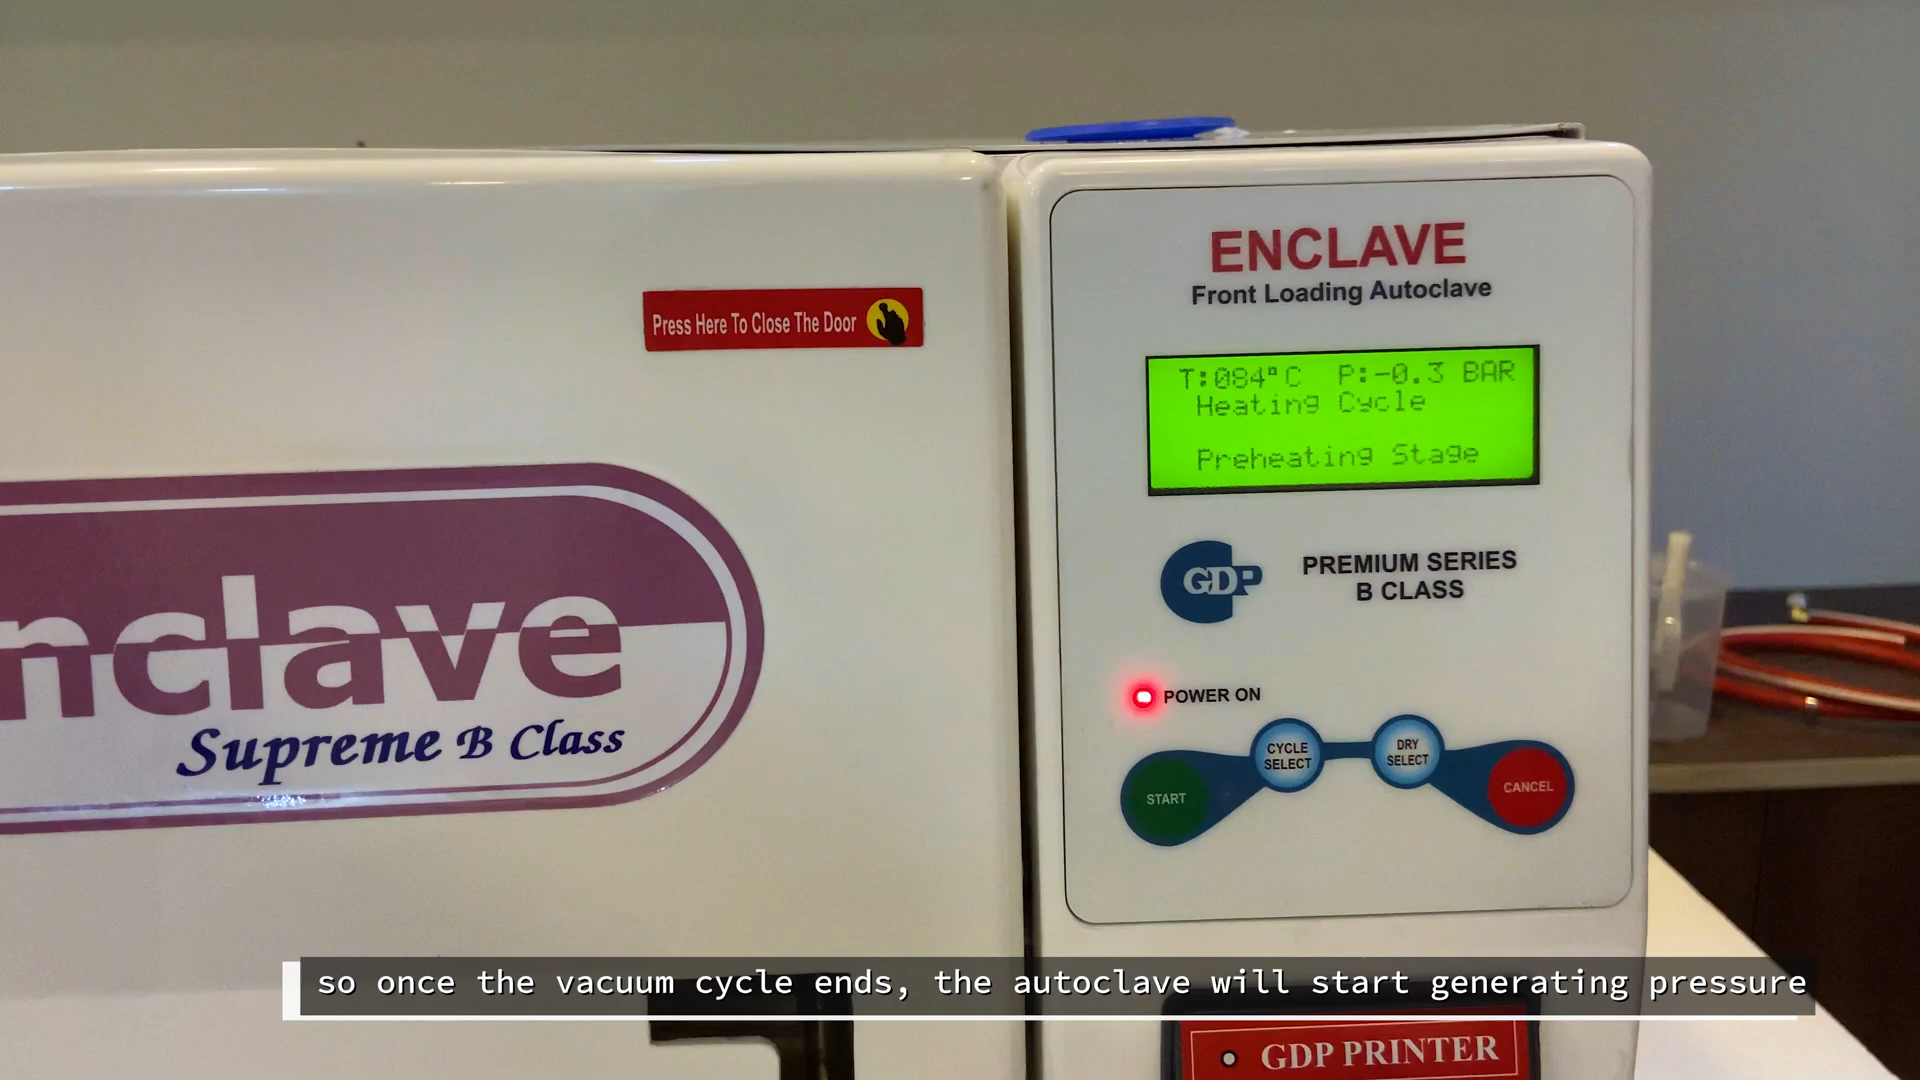 ENCLAVE
Front Loading Autoclave
Press Here To Close The Door
T:084°C P:-0.3 BAR
Heating Cycle
Preheating Stage
GDP
PREMIUM SERIES
B CLASS
nclave
Supreme B Class
POWER ON
CYCLE
SELECT
DRY
SELECT
START
CANCEL
so once the vacuum cycle ends, the autoclave will start generating pressure
GDP PRINTER